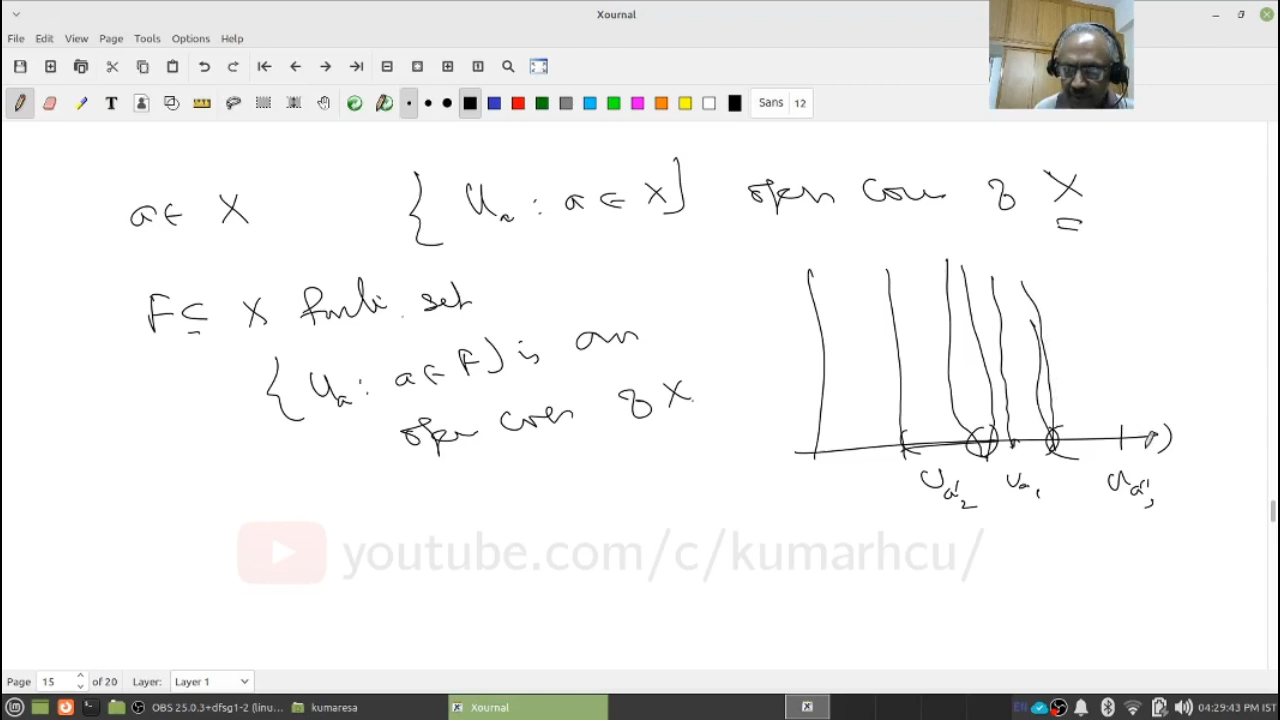 Xournal
File Edit View Page Tools Options Help
T Sans 12
a ∈ X { U_a : a ∈ X } open cover of X
F ⊆ X finite set
{ U_a : a ∈ F } is an
open cover of X.
U_a'_2 U_a_1 U_a''_3
youtube.com/c/kumarhcu/
Page 15 of 20 Layer: Layer 1
OBS 25.0.3+dfsg1-2 (linu... kumaresa Xournal EN 04:29:43 PM IST